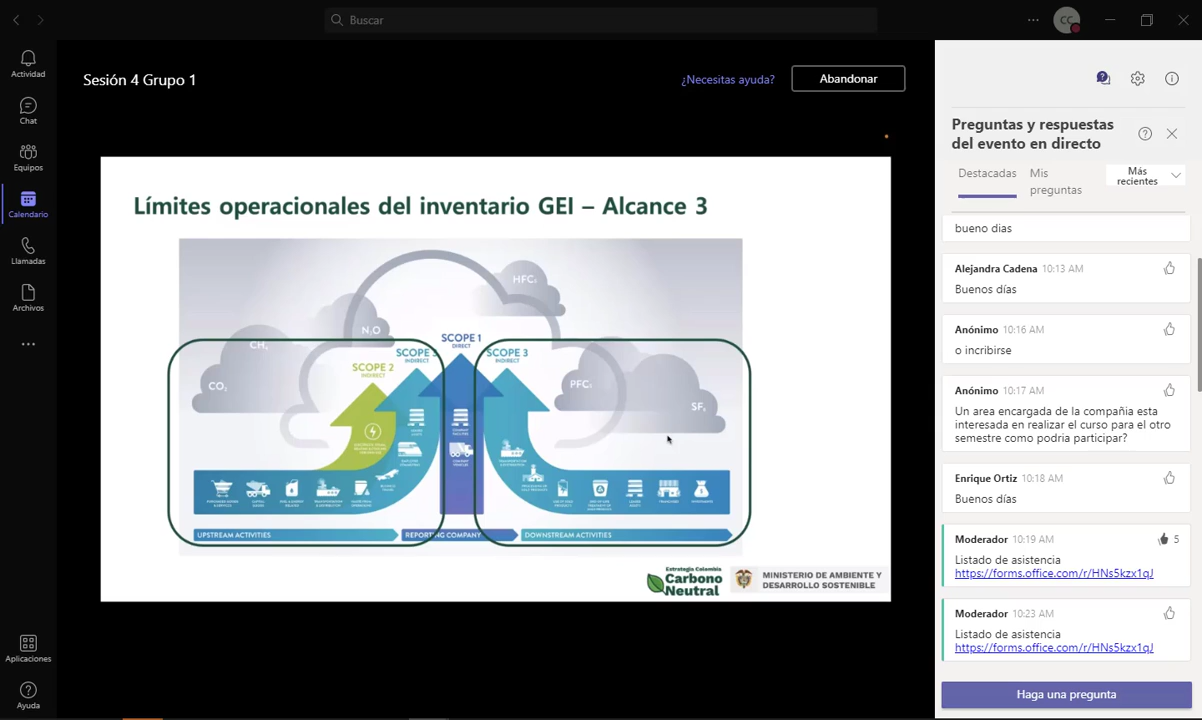 Buscar
CC
Actividad
Chat
Equipos
Calendario
Llamadas
Archivos
Aplicaciones
Ayuda
Sesión 4 Grupo 1
¿Necesitas ayuda?
Abandonar
Límites operacionales del inventario GEI – Alcance 3
CO₂
CH₄
N₂O
HFCₛ
PFCₛ
SF₆
SCOPE 2
INDIRECT
SCOPE 3
INDIRECT
SCOPE 1
DIRECT
SCOPE 3
INDIRECT
UPSTREAM ACTIVITIES
REPORTING COMPANY
DOWNSTREAM ACTIVITIES
Estrategia Colombia
Carbono
Neutral
MINISTERIO DE AMBIENTE Y
DESARROLLO SOSTENIBLE
Preguntas y respuestas
del evento en directo
Destacadas
Mis
preguntas
Más
recientes
bueno dias
Alejandra Cadena 10:13 AM
Buenos días
Anónimo 10:16 AM
o incribirse
Anónimo 10:17 AM
Un area encargada de la compañia esta
interesada en realizar el curso para el otro
semestre como podria participar?
Enrique Ortiz 10:18 AM
Buenos días
Moderador 10:19 AM 5
Listado de asistencia
https://forms.office.com/r/HNs5kzx1qJ
Moderador 10:23 AM
Listado de asistencia
https://forms.office.com/r/HNs5kzx1qJ
Haga una pregunta